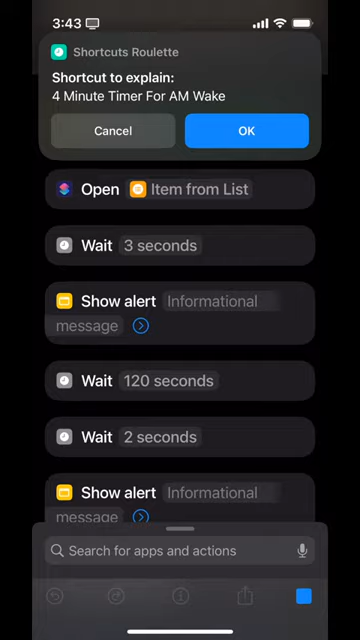 3:43
Shortcuts Roulette
Shortcut to explain:
4 Minute Timer For AM Wake
Cancel
OK
Open Item from List
Wait 3 seconds
Show alert Informational
message
Wait 120 seconds
Wait 2 seconds
Show alert Informational
message
Search for apps and actions